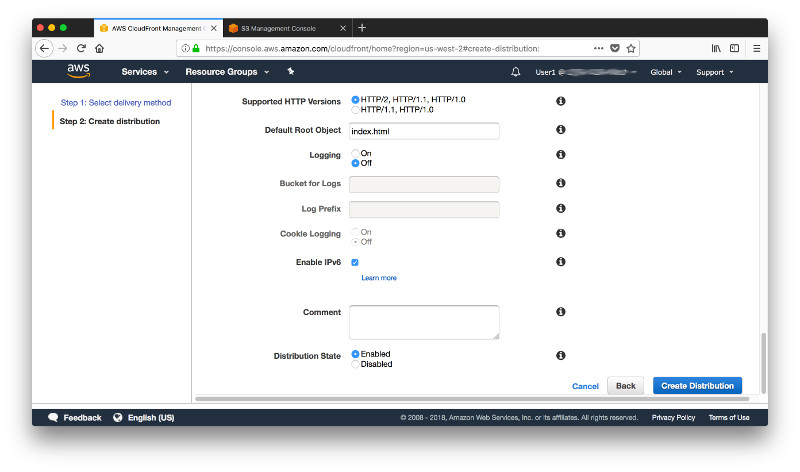 AWS CloudFront Management C
S3 Management Console
https://console.aws.amazon.com/cloudfront/home?region=us-west-2#create-distribution:
aws
Services
Resource Groups
User1 @
Global
Support
Step 1: Select delivery method
Step 2: Create distribution
Supported HTTP Versions
HTTP/2, HTTP/1.1, HTTP/1.0
HTTP/1.1, HTTP/1.0
Default Root Object
index.html
Logging
On
Off
Bucket for Logs
Log Prefix
Cookie Logging
On
Off
Enable IPv6
Learn more
Comment
Distribution State
Enabled
Disabled
Cancel
Back
Create Distribution
Feedback
English (US)
© 2008 - 2018, Amazon Web Services, Inc. or its affiliates. All rights reserved.
Privacy Policy
Terms of Use